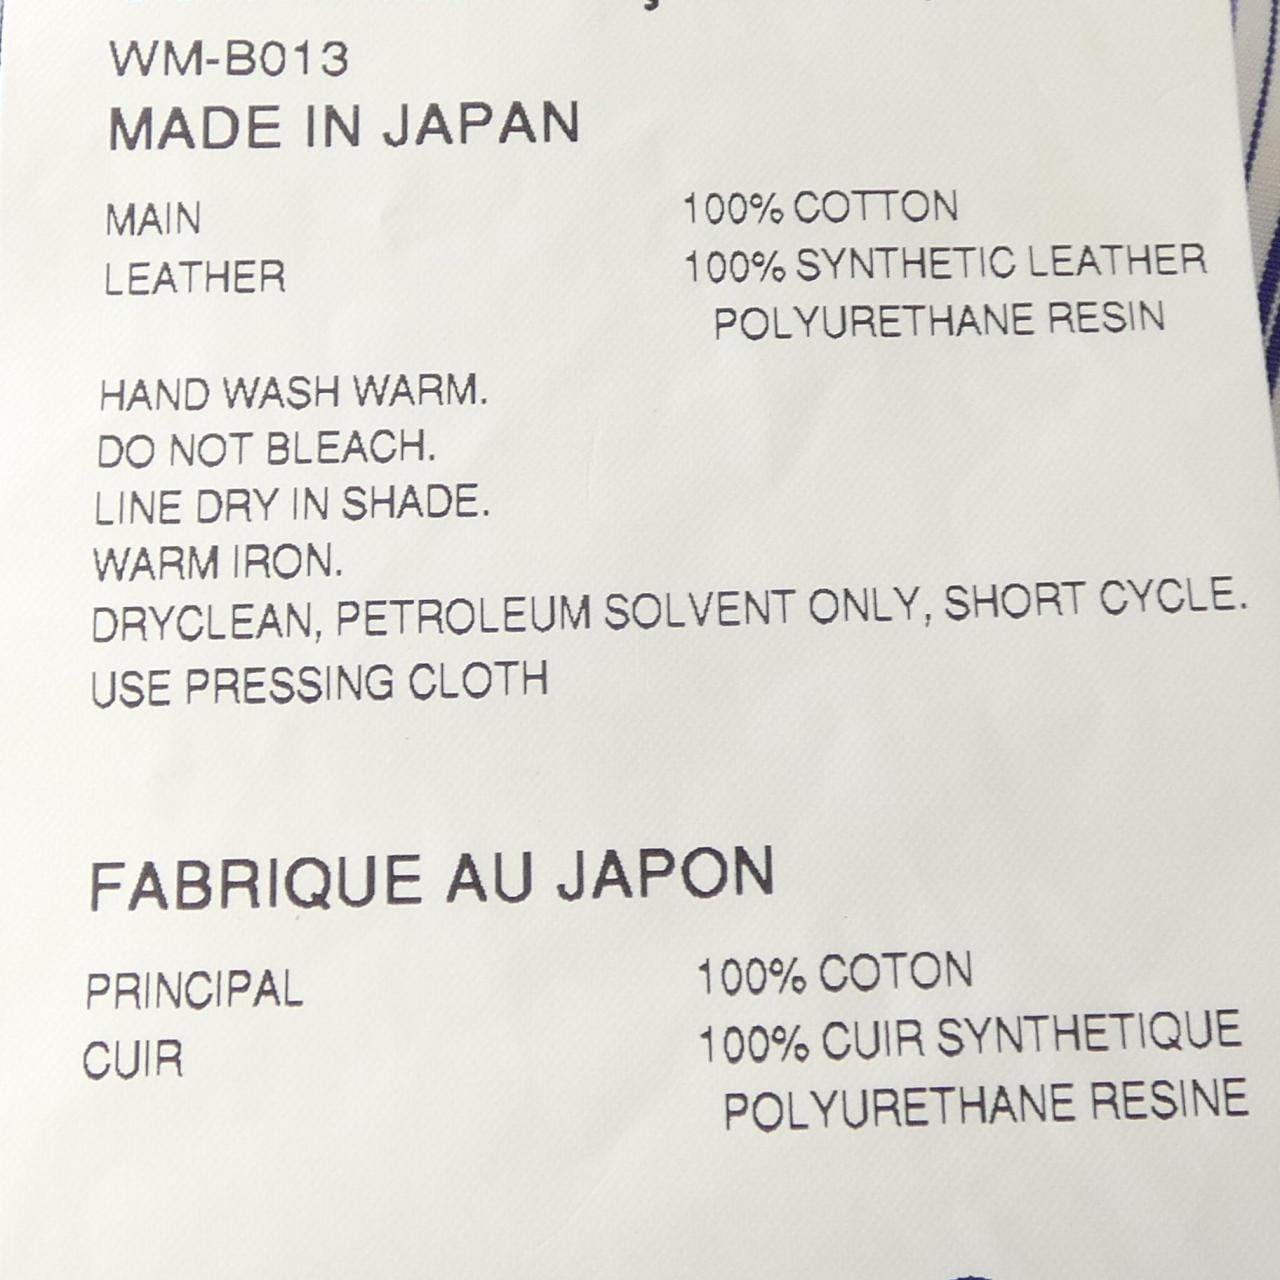 WM-B013
MADE IN JAPAN
MAIN 100% COTTON
LEATHER 100% SYNTHETIC LEATHER
POLYURETHANE RESIN
HAND WASH WARM.
DO NOT BLEACH.
LINE DRY IN SHADE.
WARM IRON.
DRYCLEAN, PETROLEUM SOLVENT ONLY, SHORT CYCLE.
USE PRESSING CLOTH
FABRIQUE AU JAPON
PRINCIPAL 100% COTON
CUIR 100% CUIR SYNTHETIQUE
POLYURETHANE RESINE